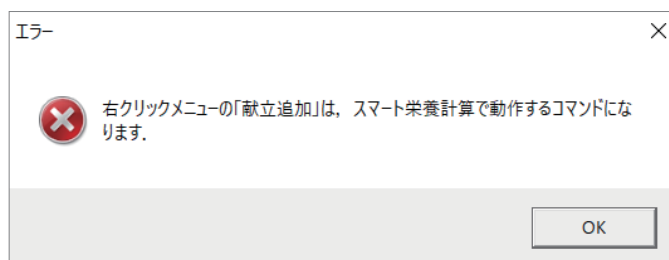 エラー
右クリックメニューの「献立追加」は，スマート栄養計算で動作するコマンドにな
ります．
OK